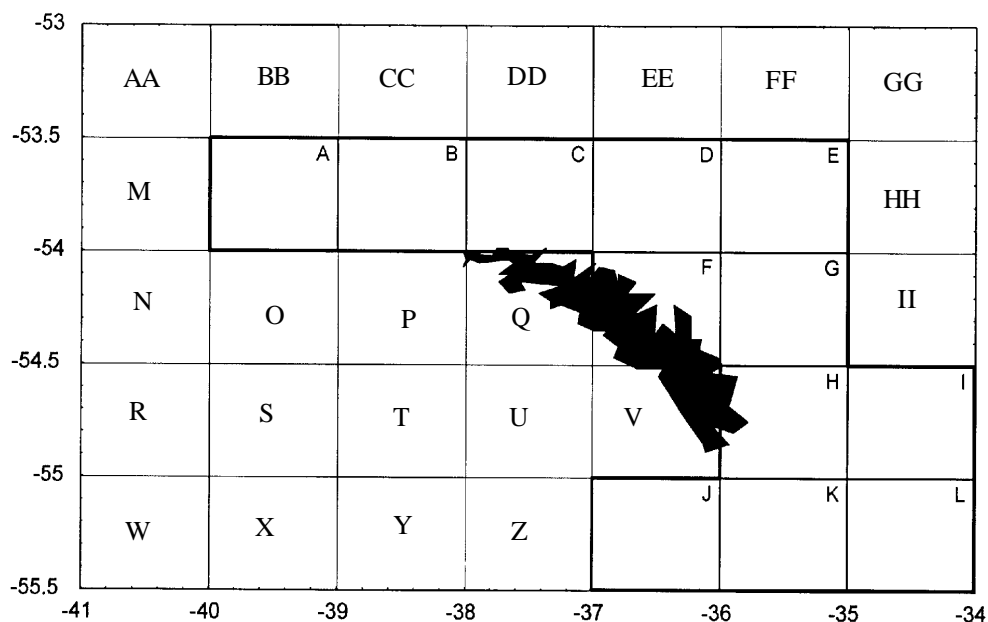 -53
AA BB CC DD EE FF GG
-53.5
A B C D E
M HH
-54
F G
N O P Q II
-54.5
H I
R S T U V
-55
J K L
W X Y Z
-55.5
-41 -40 -39 -38 -37 -36 -35 -34